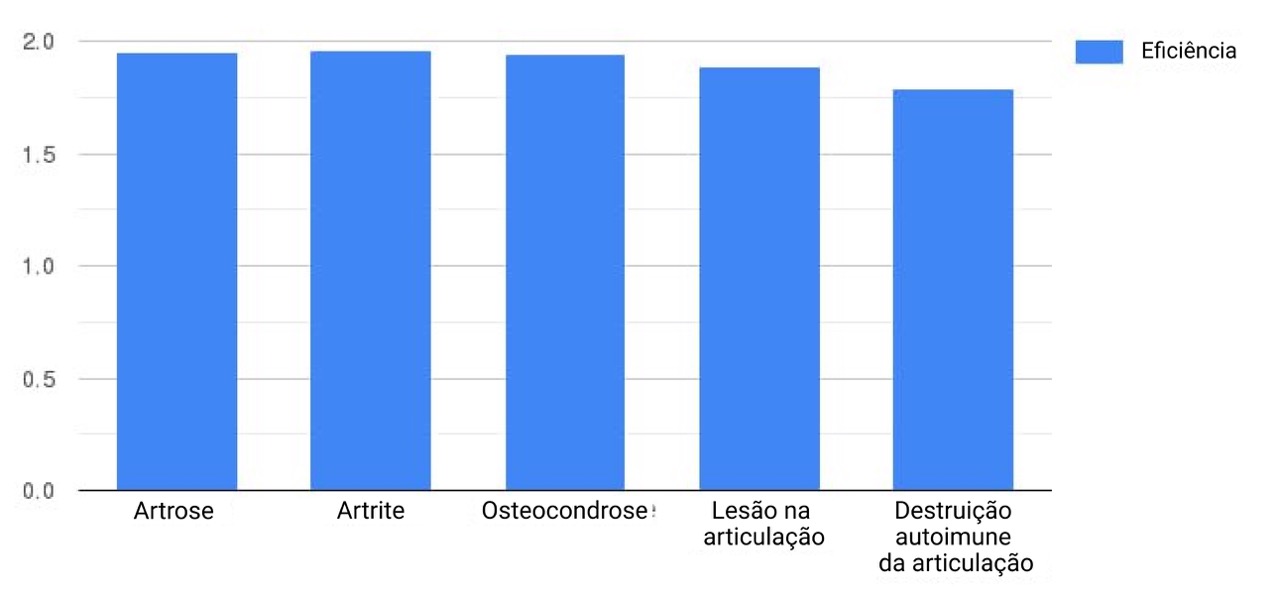 2.0
Eficiência
1.5
1.0
0.5
0.0
Artrose
Artrite
Osteocondrose
Lesão na
articulação
Destruição
autoimune
da articulação